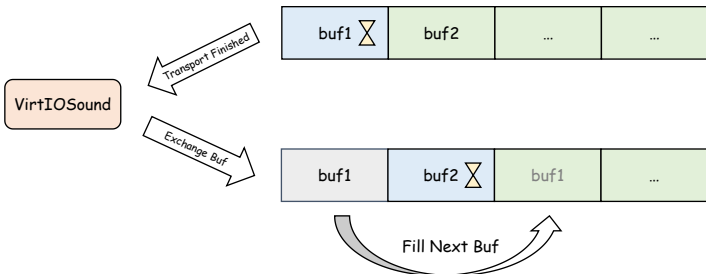 buf1 buf2 ... ...
Transport Finished
VirtIOSound
Exchange Buf
buf1 buf2 buf1 ...
Fill Next Buf